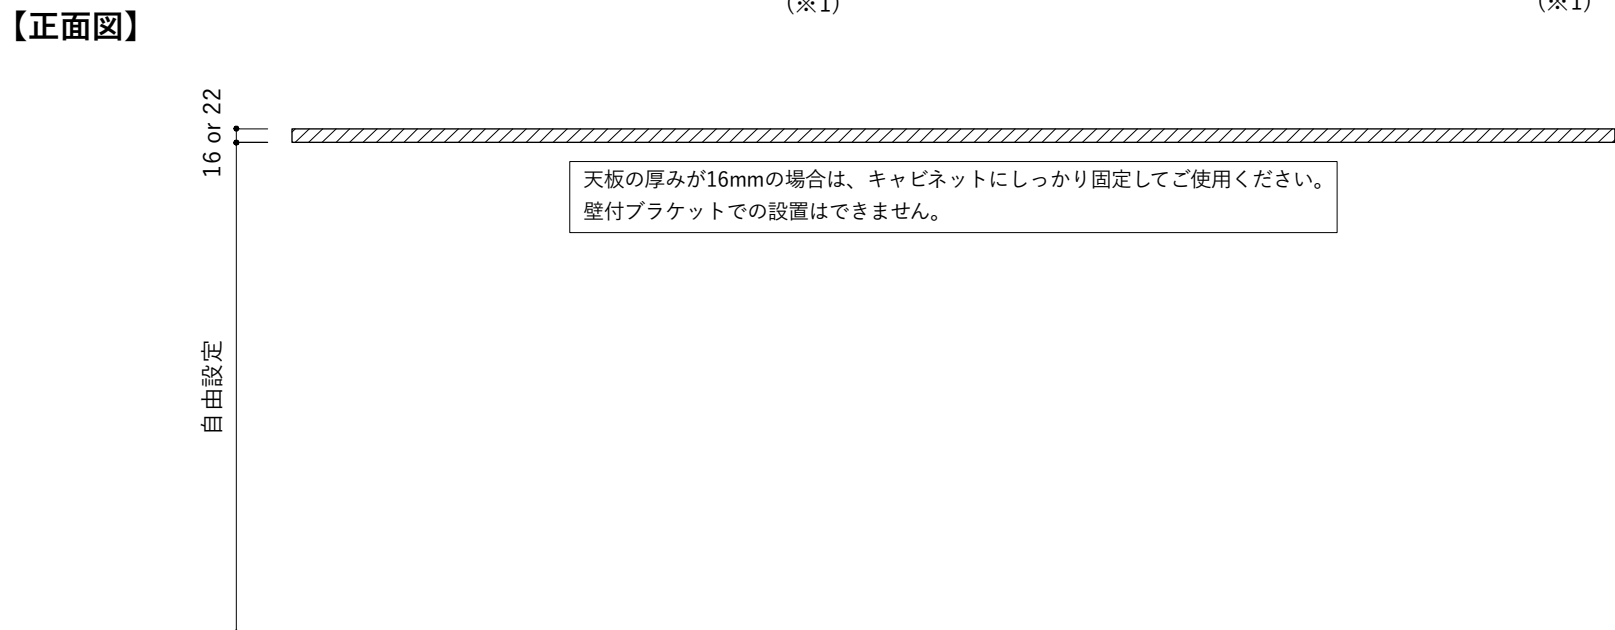 (※1)
(※1)
【正面図】
16 or 22
天板の厚みが16mmの場合は、キャビネットにしっかり固定してご使用ください。
壁付ブラケットでの設置はできません。
自由設定